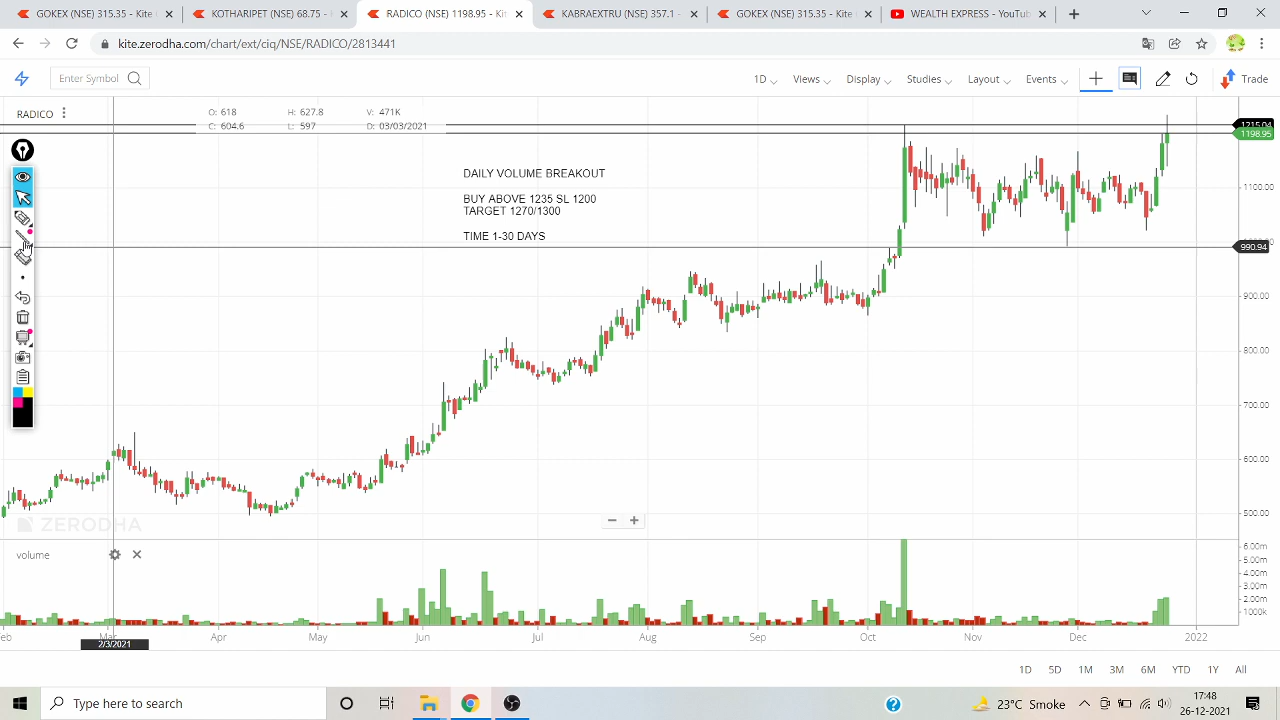 GOKEX (NSE) 315.35 - Kite
KOTHARIPET (NSE) 68.75 - K
RADICO (NSE) 1198.95 - Kit
KABRAEXTRU (NSE) 357.1 -
GOKEX (NSE) 315.35 - Kite
WEALTH EXPRESS - YouTub
kite.zerodha.com/chart/ext/ciq/NSE/RADICO/2813441
Enter Symbol
1D
Views
Display
Studies
Layout
Events
Trade
RADICO
O: 618 H: 627.8 V: 471K
C: 604.6 L: 597 D: 03/03/2021
1215.04
1198.95
DAILY VOLUME BREAKOUT
BUY ABOVE 1235 SL 1200
TARGET 1270/1300
TIME 1-30 DAYS
1100.00
990.94
900.00
800.00
700.00
600.00
500.00
ZERODHA
volume
6.00m
5.00m
4.00m
3.00m
2.00m
1000k
eb Mar Apr May Jun Jul Aug Sep Oct Nov Dec 2022
2/3/2021
1D 5D 1M 3M 6M YTD 1Y All
Type here to search
23°C Smoke
17:48
26-12-2021